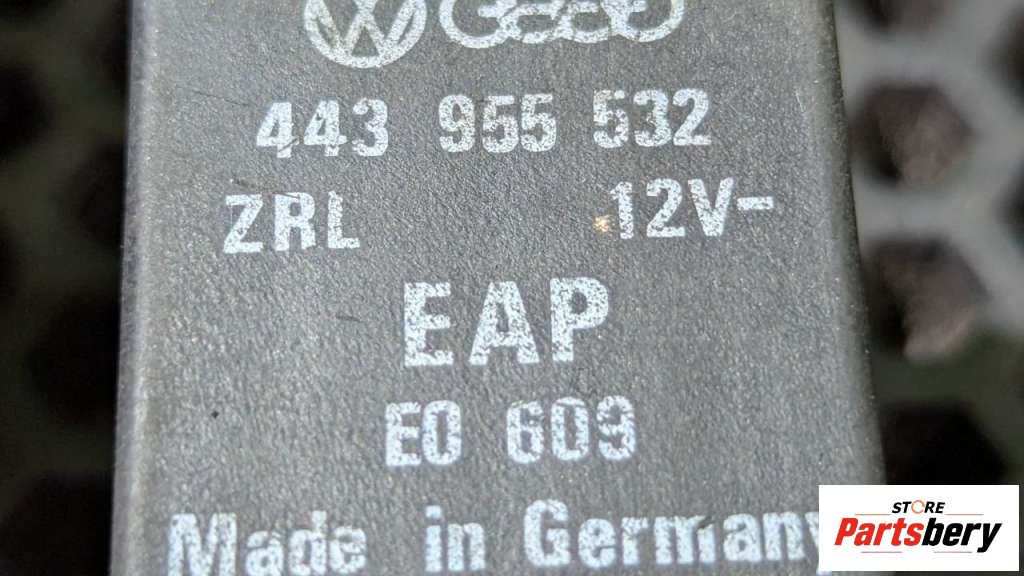 443 955 532
ZRL 12V-
EAP
E0 609
Made in Germany
STORE
Partsbery